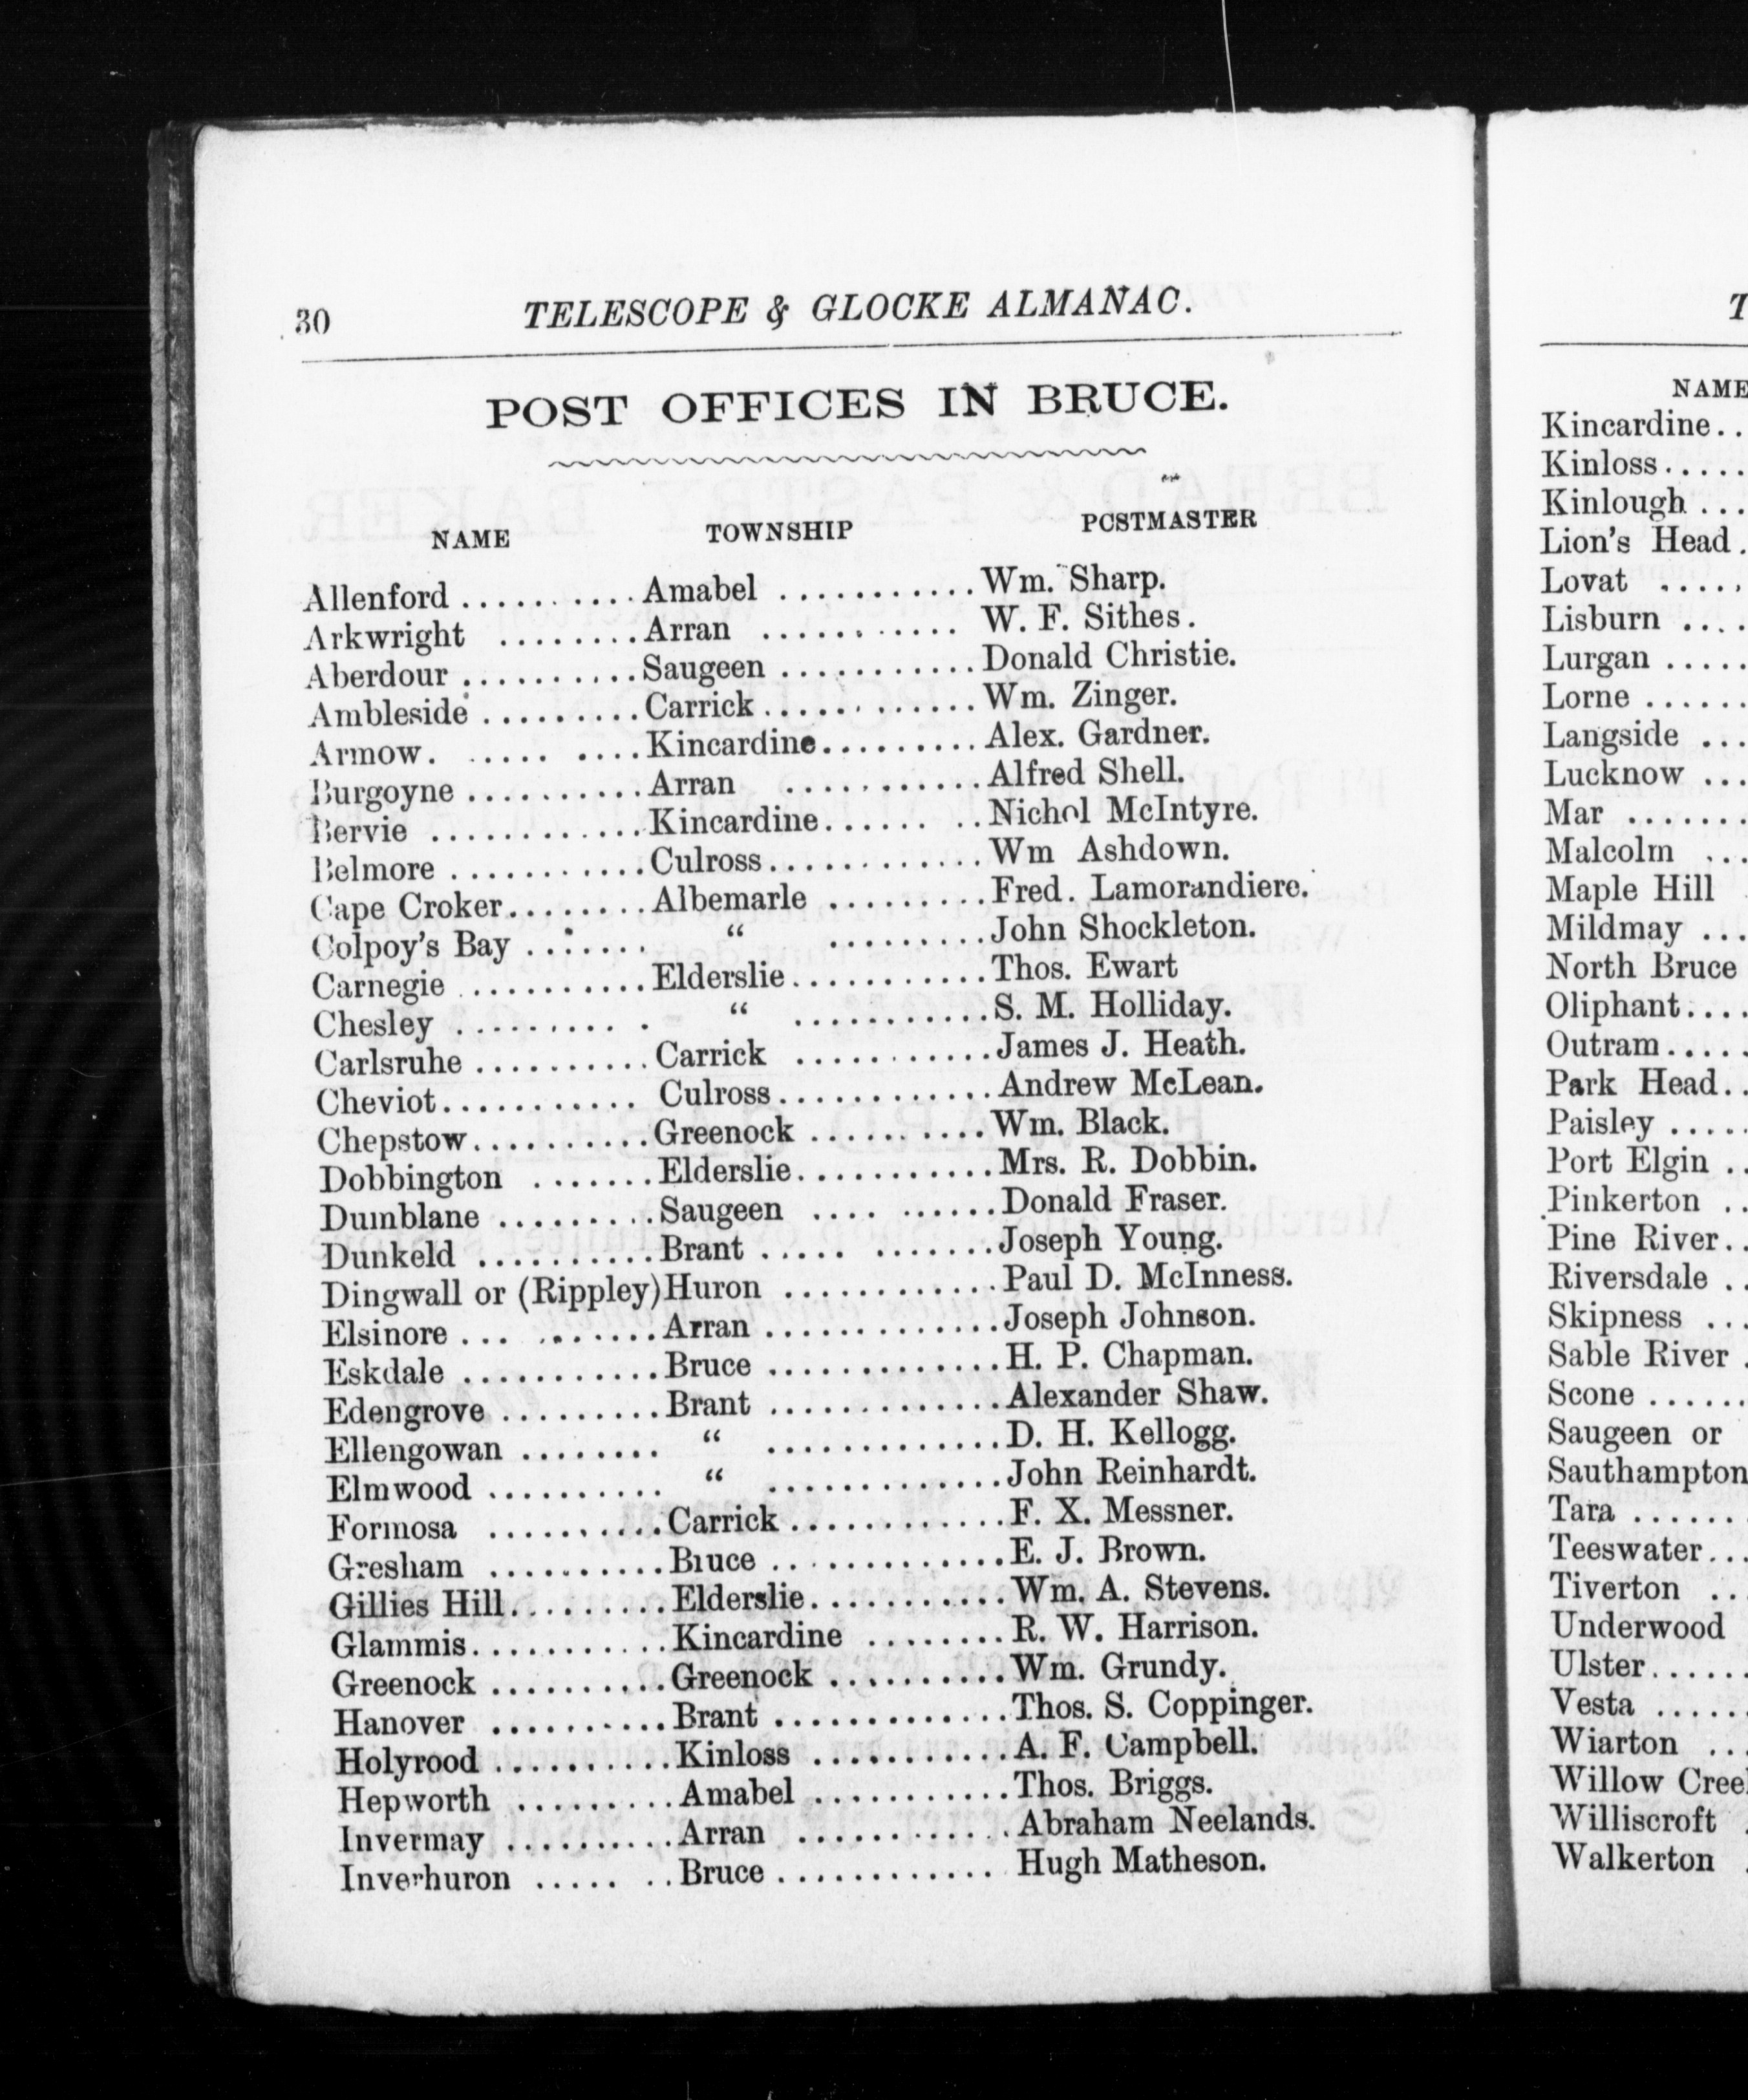 30 TELESCOPE & GLOCKE ALMANAC.
POST OFFICES IN BRUCE.
NAME TOWNSHIP POSTMASTER
Allenford .......... Amabel ........... Wm. Sharp.
Arkwright ........ Arran ........... W. F. Sithes.
Aberdour .......... Saugeen ........... Donald Christie.
Ambleside ......... Carrick ............ Wm. Zinger.
Armow. ..... .... Kincardine ......... Alex. Gardner.
Burgoyne .......... Arran ........... Alfred Shell.
Bervie ............ Kincardine...... .. Nichol McIntyre.
Belmore ........... Culross............ Wm Ashdown.
Cape Croker........ Albemarle ......... Fred. Lamorandiere.
Colpoy's Bay ....... “ ......... John Shockleton.
Carnegie .......... Elderslie........... Thos. Ewart
Chesley ......... . “ ........... S. M. Holliday.
Carlsruhe .......... Carrick ........... James J. Heath.
Cheviot........... Culross............ Andrew McLean.
Chepstow.......... Greenock .......... Wm. Black.
Dobbington ....... Elderslie........... Mrs. R. Dobbin.
Dumblane ......... Saugeen .... ...... Donald Fraser.
Dunkeld .......... Brant ..... ....... Joseph Young.
Dingwall or (Rippley) Huron ............ Paul D. McInness.
Elsinore ... ....... Arran ............. Joseph Johnson.
Eskdale ........... Bruce ............. H. P. Chapman.
Edengrove ......... Brant ............. Alexander Shaw.
Ellengowan ........ “ ............. D. H. Kellogg.
Elmwood .......... “ ............. John Reinhardt.
Formosa .......... Carrick ............ F. X. Messner.
Gresham .......... Bruce ............. E. J. Brown.
Gillies Hill......... Elderslie........... Wm. A. Stevens.
Glammis........... Kincardine ........ R. W. Harrison.
Greenock .......... Greenock .......... Wm. Grundy.
Hanover .......... Brant ............. Thos. S. Coppinger.
Holyrood .......... Kinloss ........... A. F. Campbell.
Hepworth ......... Amabel ........... Thos. Briggs.
Invermay .......... Arran ............ Abraham Neelands.
Inverhuron ..... .. Bruce ............ Hugh Matheson.
T
NAME
Kincardine..
Kinloss.....
Kinlough ...
Lion's Head.
Lovat .....
Lisburn ....
Lurgan .....
Lorne ......
Langside ...
Lucknow ...
Mar .......
Malcolm ...
Maple Hill
Mildmay ...
North Bruce
Oliphant....
Outram.....
Park Head..
Paisley .....
Port Elgin ..
Pinkerton ..
Pine River..
Riversdale ..
Skipness ...
Sable River .
Scone ......
Saugeen or
Sauthampton
Tara .......
Teeswater...
Tiverton ...
Underwood
Ulster......
Vesta ......
Wiarton ...
Willow Cree
Williscroft .
Walkerton .